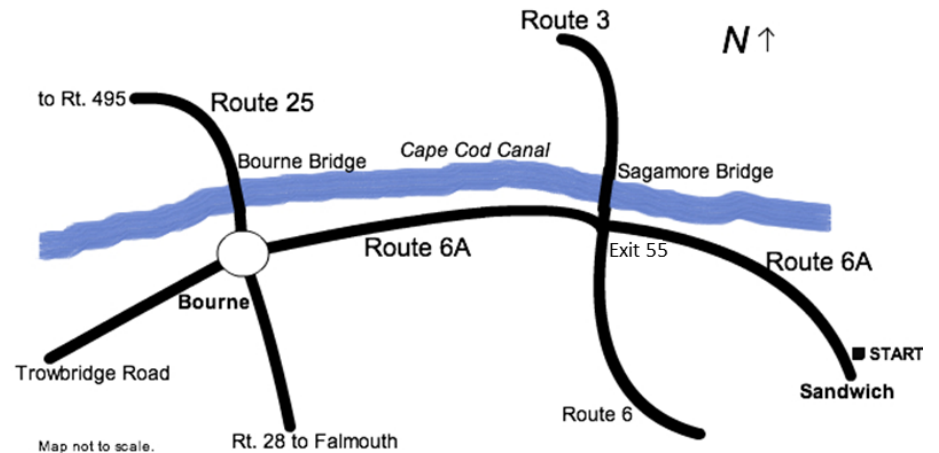 Route 3
N ↑
to Rt. 495
Route 25
Bourne Bridge
Cape Cod Canal
Sagamore Bridge
Route 6A
Exit 55
Route 6A
Bourne
START
Trowbridge Road
Sandwich
Route 6
Rt. 28 to Falmouth
Map not to scale.